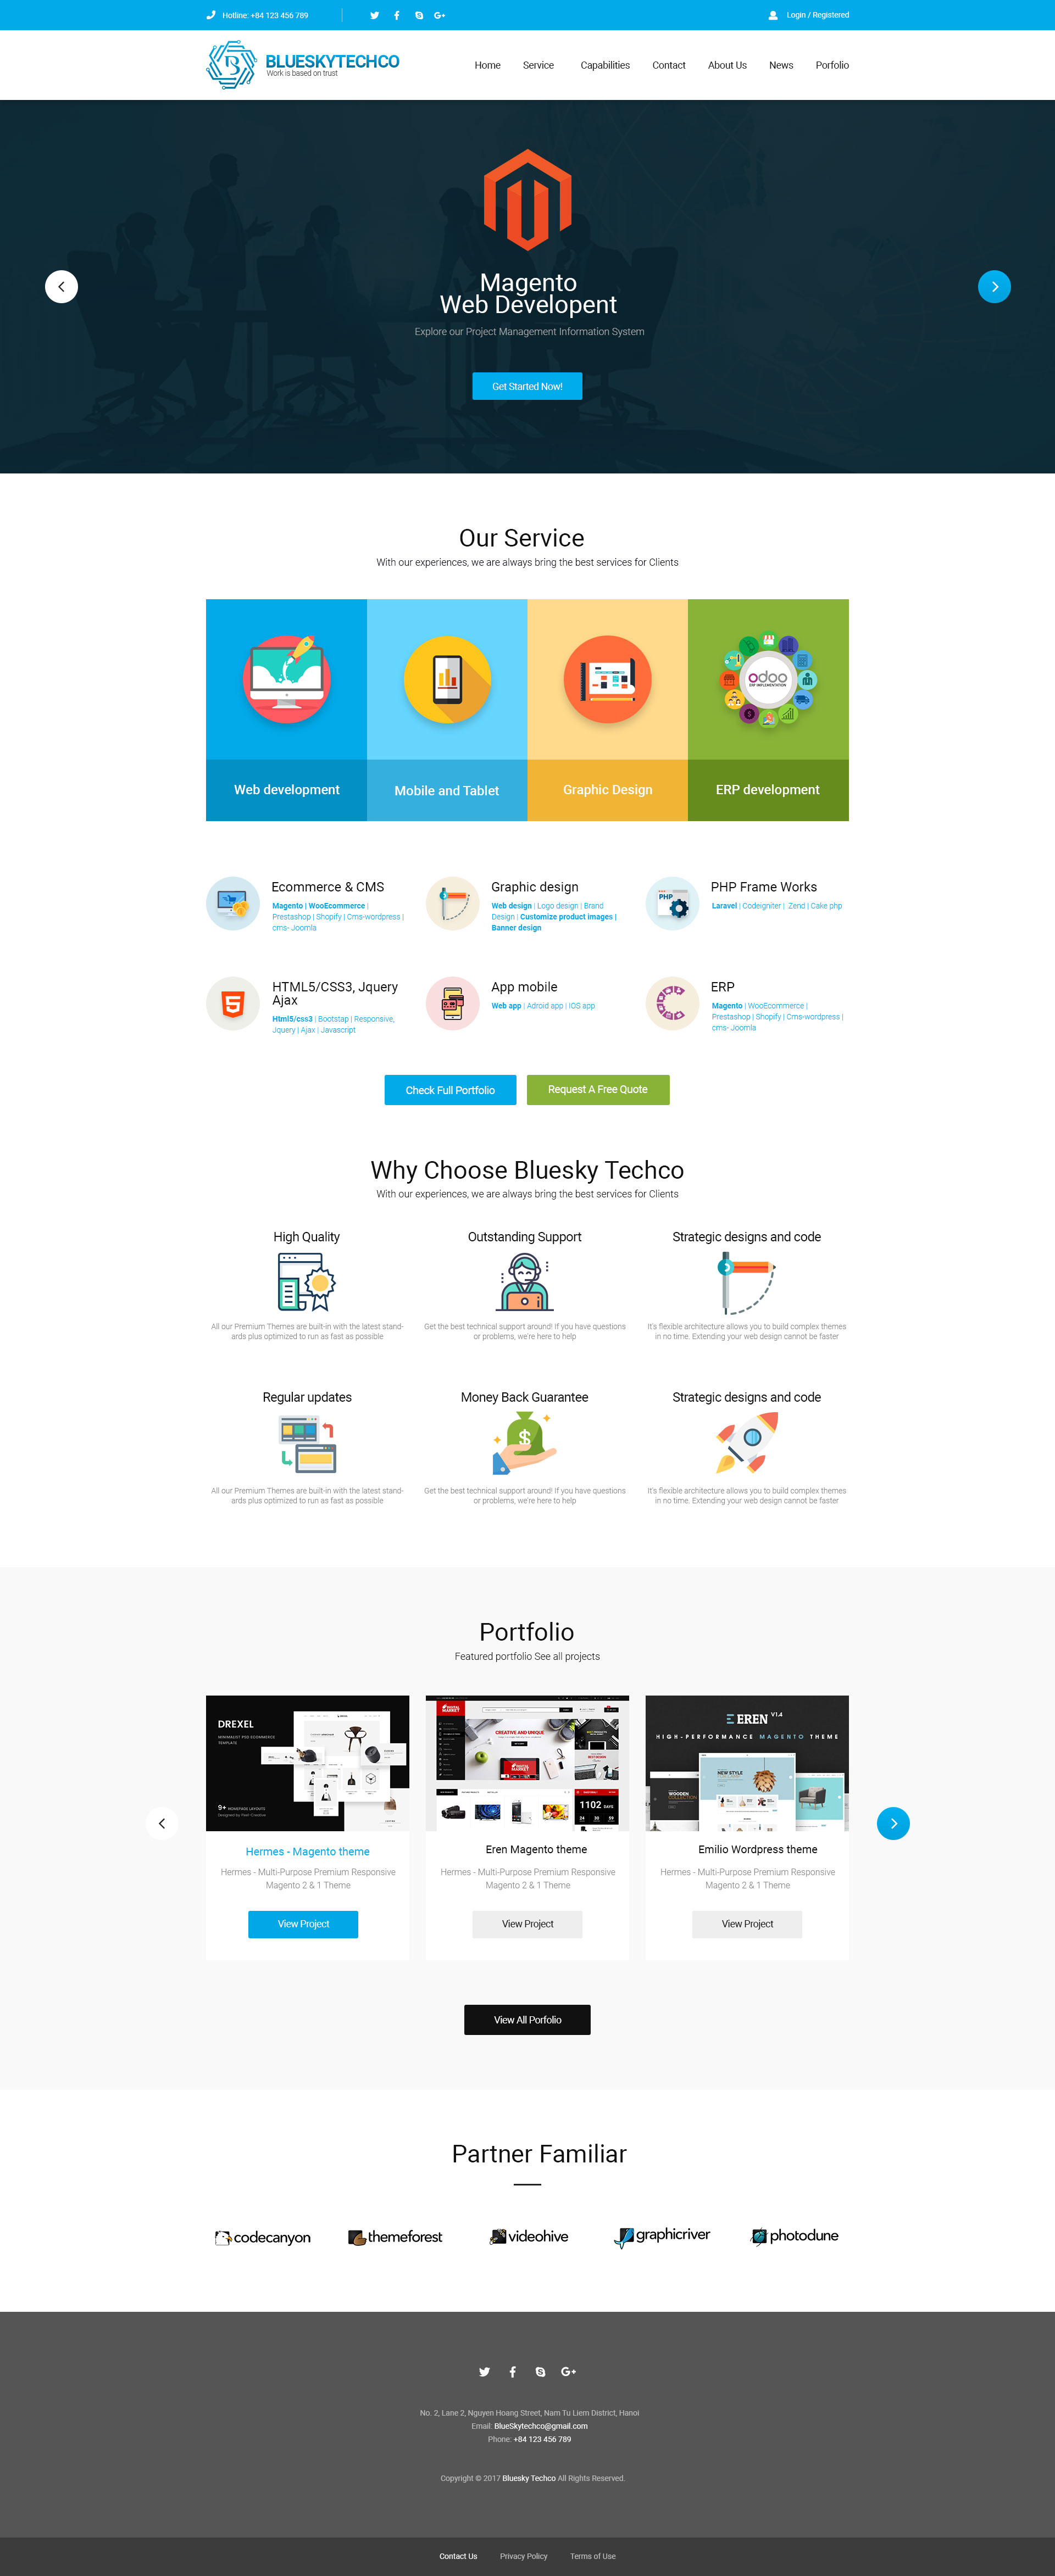 Hotline: +84 123 456 789
Login / Registered
BLUESKYTECHCO
Work is based on trust
Home
Service
Capabilities
Contact
About Us
News
Porfolio
Magento
Web Developent
Explore our Project Management Information System
Get Started Now!
Our Service
With our experiences, we are always bring the best services for Clients
odoo
ERP IMPLEMENTATION
Web development
Mobile and Tablet
Graphic Design
ERP development
Ecommerce & CMS
Magento | WooEcommerce |
Prestashop | Shopify | Cms-wordpress |
cms- Joomla
Graphic design
Web design | Logo design | Brand
Design | Customize product images |
Banner design
PHP
PHP Frame Works
Laravel | Codeigniter | Zend | Cake php
HTML5/CSS3, Jquery
Ajax
Html5/css3 | Bootstap | Responsive,
Jquery | Ajax | Javascript
App mobile
Web app | Adroid app | IOS app
ERP
Magento | WooEcommerce |
Prestashop | Shopify | Cms-wordpress |
cms- Joomla
Check Full Portfolio
Request A Free Quote
Why Choose Bluesky Techco
With our experiences, we are always bring the best services for Clients
High Quality
Outstanding Support
Strategic designs and code
All our Premium Themes are built-in with the latest stand-
ards plus optimized to run as fast as possible
Get the best technical support around! If you have questions
or problems, we're here to help
It's flexible architecture allows you to build complex themes
in no time. Extending your web design cannot be faster
Regular updates
Money Back Guarantee
Strategic designs and code
All our Premium Themes are built-in with the latest stand-
ards plus optimized to run as fast as possible
Get the best technical support around! If you have questions
or problems, we're here to help
It's flexible architecture allows you to build complex themes
in no time. Extending your web design cannot be faster
Portfolio
Featured portfolio See all projects
DREXEL
MINIMALIST PSD ECOMMERCE
TEMPLATE
9+ HOMEPAGE LAYOUTS
DIGITAL
MARKET
CREATIVE AND UNIQUE
1102 DAYS
EREN V1.4
HIGH-PERFORMANCE MAGENTO THEME
NEW STYLE
WOODEN
COLLECTION
Hermes - Magento theme
Hermes - Multi-Purpose Premium Responsive
Magento 2 & 1 Theme
View Project
Eren Magento theme
Hermes - Multi-Purpose Premium Responsive
Magento 2 & 1 Theme
View Project
Emilio Wordpress theme
Hermes - Multi-Purpose Premium Responsive
Magento 2 & 1 Theme
View Project
View All Porfolio
Partner Familiar
codecanyon
themeforest
videohive
graphicriver
photodune
No. 2, Lane 2, Nguyen Hoang Street, Nam Tu Liem District, Hanoi
Email: BlueSkytechco@gmail.com
Phone: +84 123 456 789
Copyright © 2017 Bluesky Techco All Rights Reserved.
Contact Us
Privacy Policy
Terms of Use